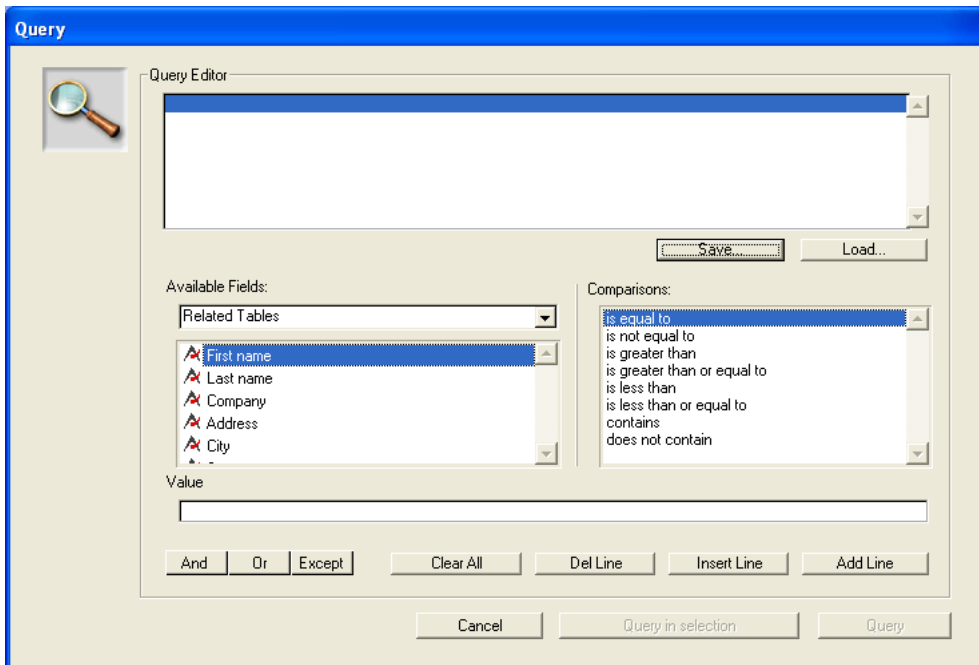 Query
Query Editor
Save...
Load...
Available Fields:
Comparisons:
Related Tables
First name
Last name
Company
Address
City
is equal to
is not equal to
is greater than
is greater than or equal to
is less than
is less than or equal to
contains
does not contain
Value
And Or Except Clear All Del Line Insert Line Add Line
Cancel Query in selection Query